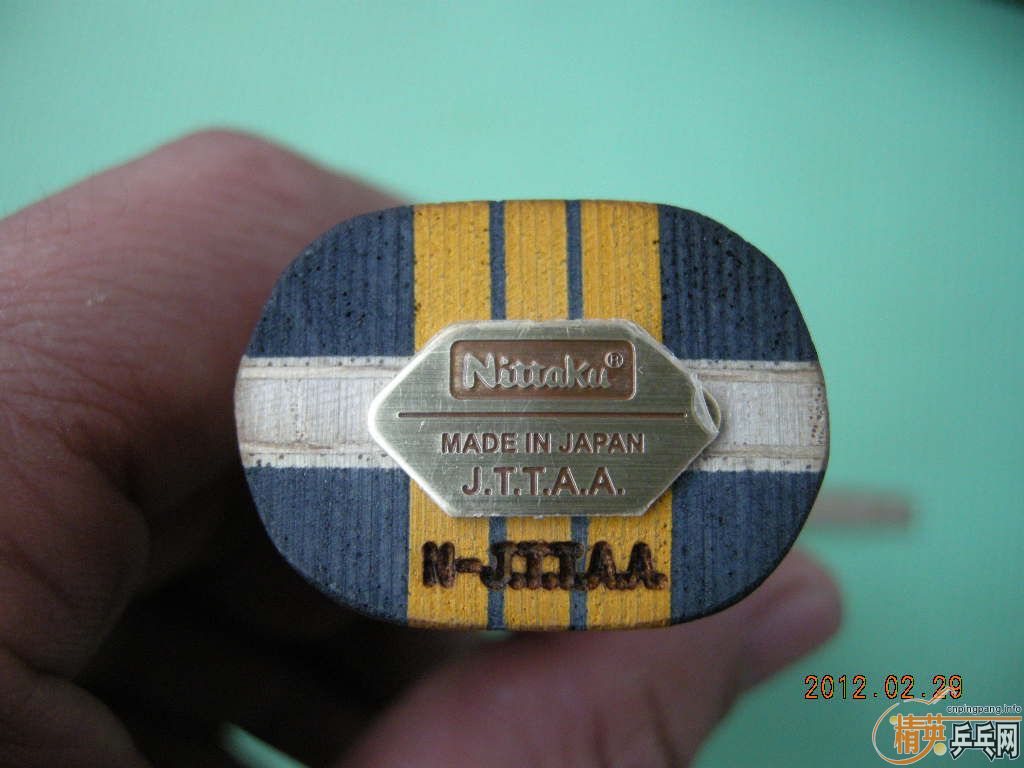 Nittaku®
MADE IN JAPAN
J.T.T.A.A.
N-J.T.T.A.A.
2012.02.29
cnpingpang.info
精英乒乓网